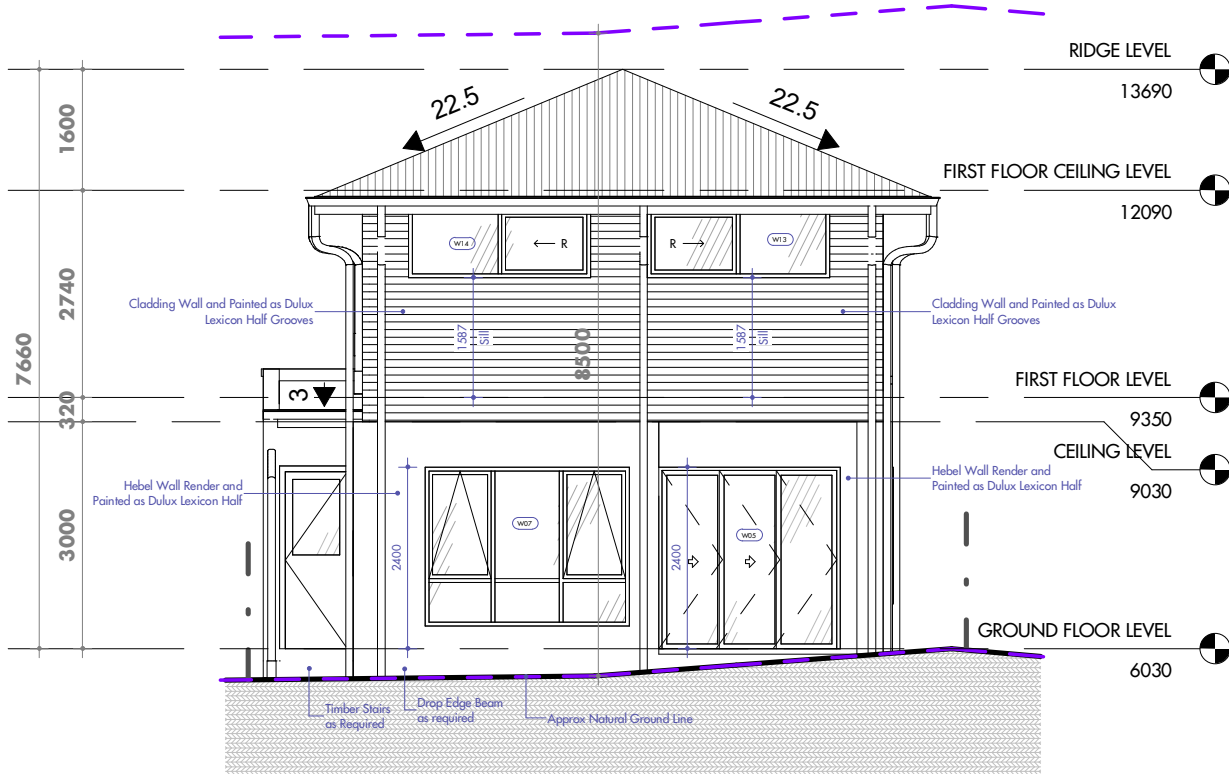 RIDGE LEVEL
13690
22.5
22.5
1600
FIRST FLOOR CEILING LEVEL
12090
W14
R
R
W13
2740
Cladding Wall and Painted as Dulux
Lexicon Half Grooves
1587
Sill
8500
1587
Sill
Cladding Wall and Painted as Dulux
Lexicon Half Grooves
7660
3
320
FIRST FLOOR LEVEL
9350
CEILING LEVEL
9030
Hebel Wall Render and
Painted as Dulux Lexicon Half
Hebel Wall Render and
Painted as Dulux Lexicon Half
3000
2400
W07
2400
W05
GROUND FLOOR LEVEL
6030
Timber Stairs
as Required
Drop Edge Beam
as required
Approx Natural Ground Line